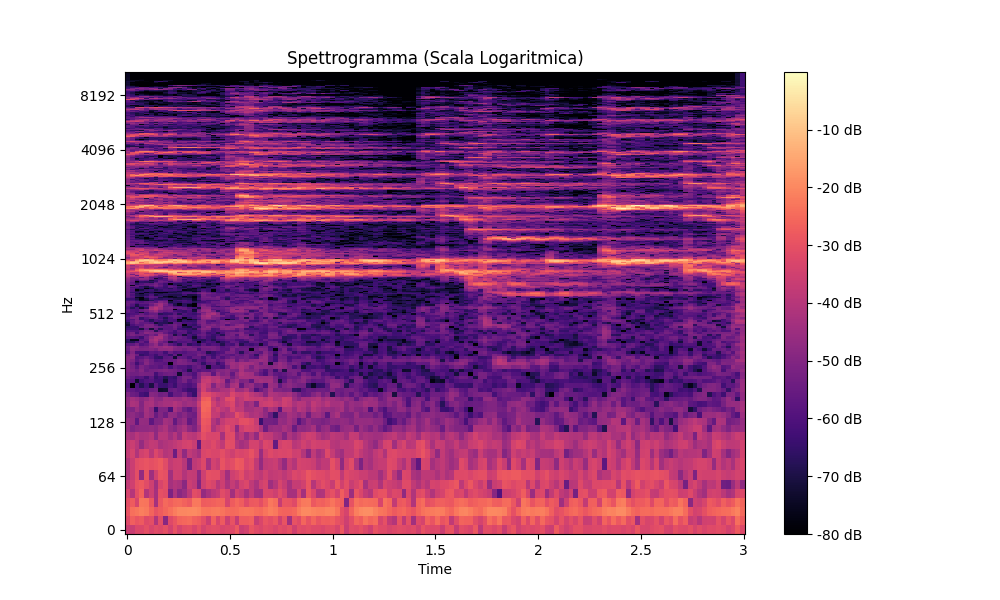 Spettrogramma (Scala Logaritmica)
8192
4096
2048
1024
512
256
128
64
0
Hz
0
0.5
1
1.5
2
2.5
3
Time
-10 dB
-20 dB
-30 dB
-40 dB
-50 dB
-60 dB
-70 dB
-80 dB